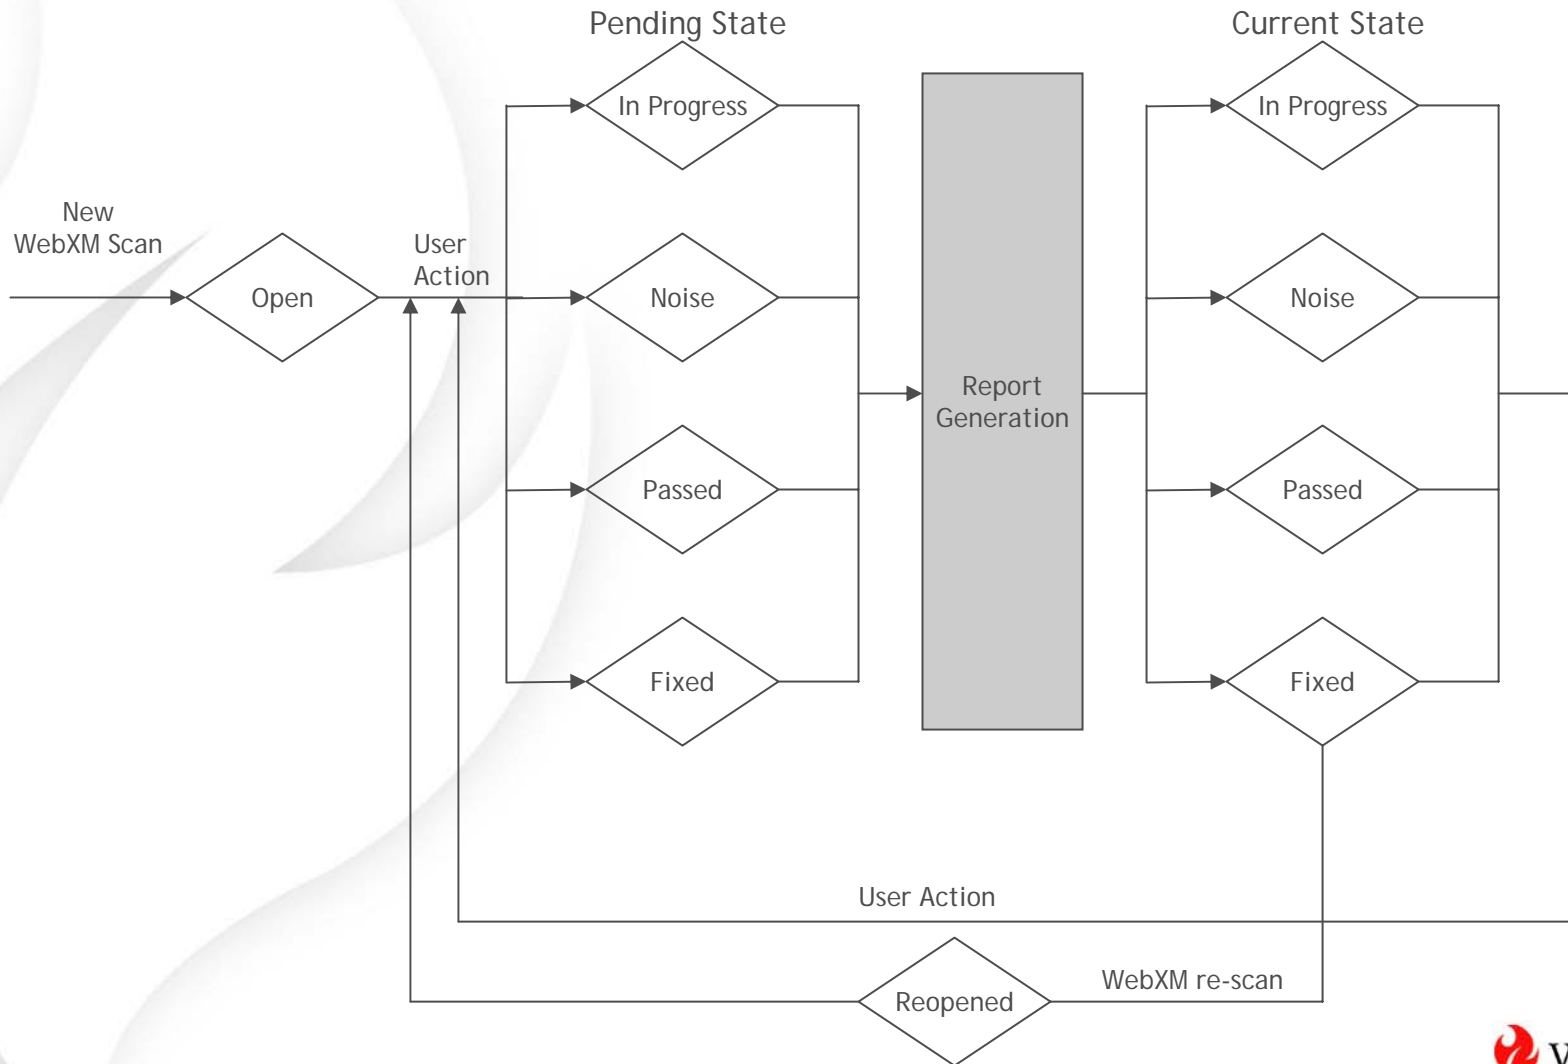 Pending State
Current State
In Progress
In Progress
New
WebXM Scan
User
Action
Open
Noise
Noise
Report
Generation
Passed
Passed
Fixed
Fixed
User Action
WebXM re-scan
Reopened